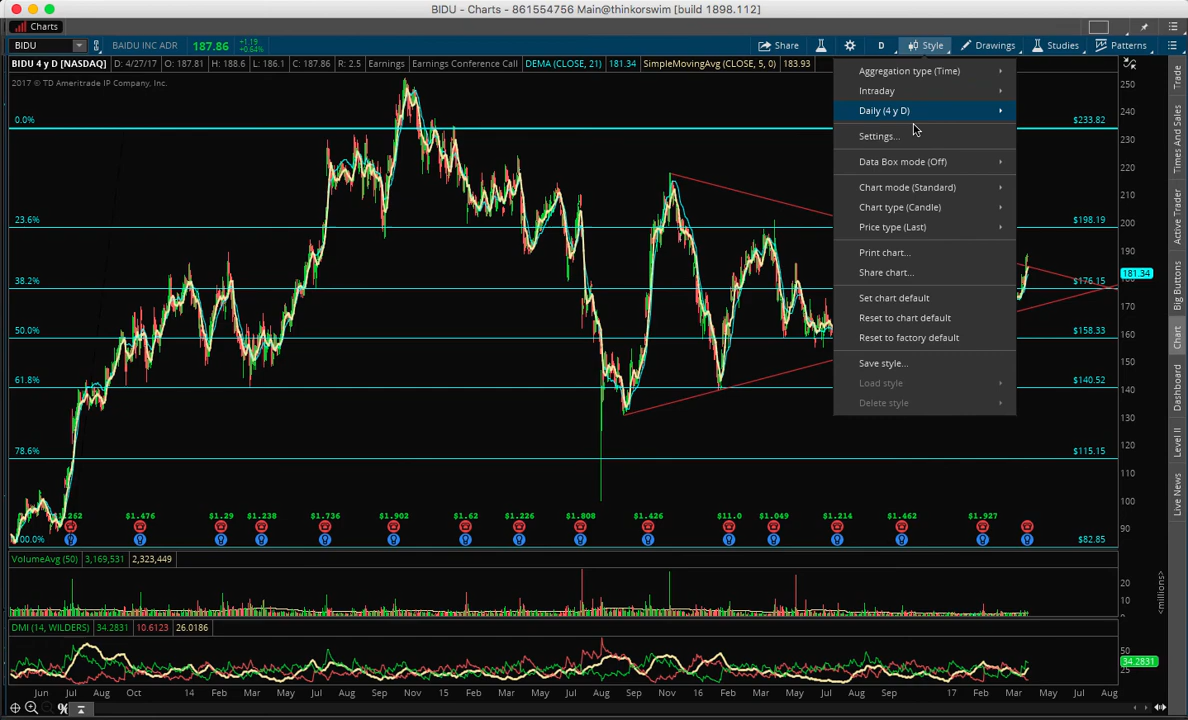 BIDU - Charts - 861554756 Main@thinkorswim [build 1898.112]
Charts
BIDU BAIDU INC ADR 187.86 +1.19 +0.64% Share D Style Drawings Studies Patterns
BIDU 4 y D [NASDAQ] D: 4/27/17 O: 187.81 H: 188.6 L: 186.1 C: 187.86 R: 2.5 Earnings Earnings Conference Call DEMA (CLOSE, 21) 181.34 SimpleMovingAvg (CLOSE, 5, 0) 183.93
2017 © TD Ameritrade IP Company, Inc.
Aggregation type (Time)
Intraday
Daily (4 y D)
Settings...
Data Box mode (Off)
Chart mode (Standard)
Chart type (Candle)
Price type (Last)
Print chart...
Share chart...
Set chart default
Reset to chart default
Reset to factory default
Save style...
Load style
Delete style
0.0% $233.82
23.6% $198.19
38.2% $176.15
50.0% $158.33
61.8% $140.52
78.6% $115.15
$82.85
250
240
230
220
210
200
190
181.34
170
160
150
140
130
120
110
100
90
$1.476 $1.29 $1.238 $1.736 $1.902 $1.62 $1.226 $1.808 $1.426 $11.0 $1.049 $1.214 $1.462 $1.927
VolumeAvg (50) 3,169,531 2,323,449
20
10
<millions>
DMI (14, WILDERS) 34.2831 10.6123 26.0186
50
34.2831
25
Jun Jul Aug Oct 14 Feb Mar May Jul Aug Sep Nov 15 Feb Mar May Jun Aug Sep Nov 16 Feb Mar May Jul Aug Sep 17 Feb Mar May Jul Aug
Trade
Times And Sales
Active Trader
Big Buttons
Chart
Dashboard
Level II
Live News